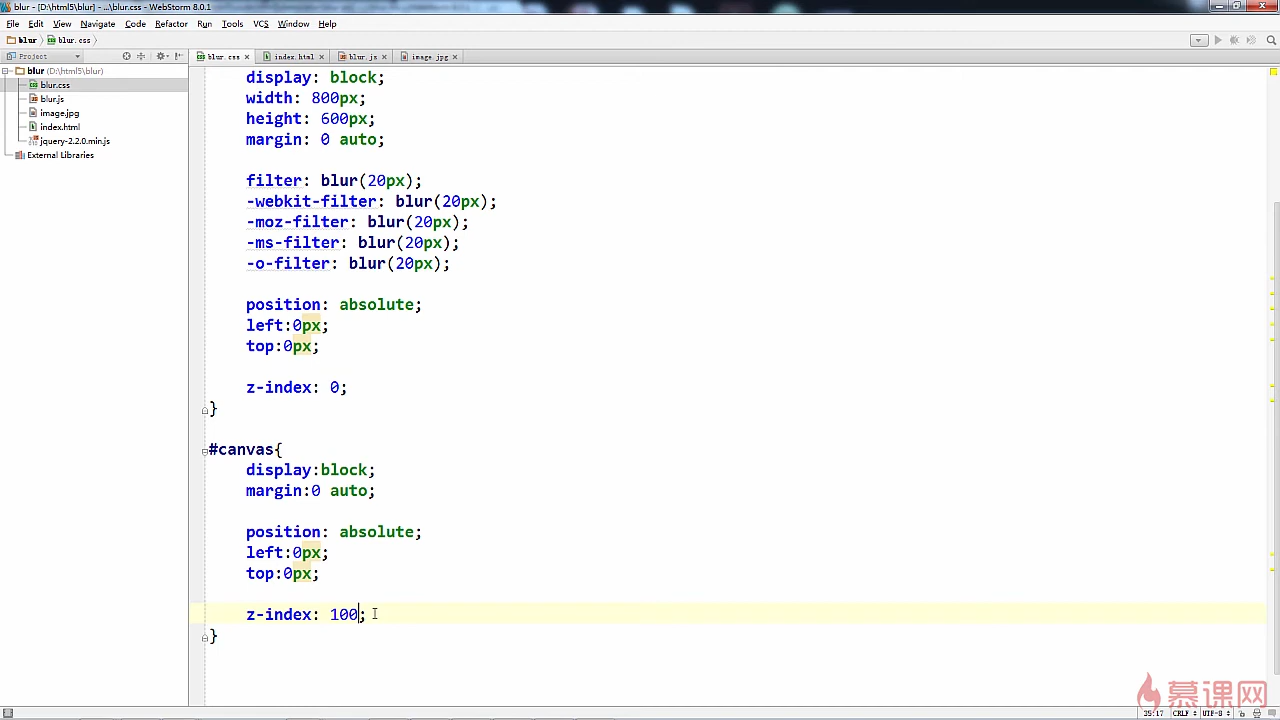 blur - [D:\html5\blur] - ...\blur.css - WebStorm 8.0.1
File Edit View Navigate Code Refactor Run Tools VCS Window Help
blur blur.css
Project
blur.css index.html blur.js image.jpg
blur (D:\html5\blur)
blur.css
blur.js
image.jpg
index.html
jquery-2.2.0.min.js
External Libraries
display: block;
width: 800px;
height: 600px;
margin: 0 auto;
filter: blur(20px);
-webkit-filter: blur(20px);
-moz-filter: blur(20px);
-ms-filter: blur(20px);
-o-filter: blur(20px);
position: absolute;
left:0px;
top:0px;
z-index: 0;
}
#canvas{
display:block;
margin:0 auto;
position: absolute;
left:0px;
top:0px;
z-index: 100;
}
慕课网
25:17 CRLF UTF-8